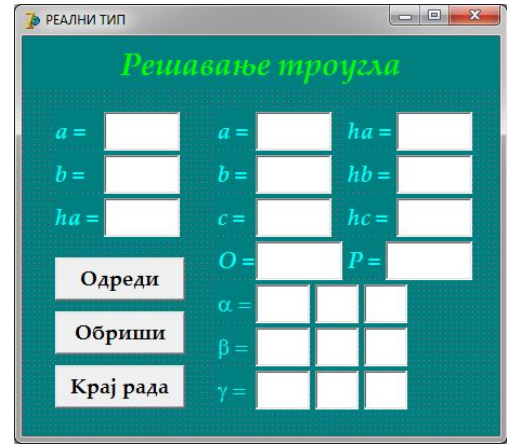 РЕАЛНИ ТИП
Решавање троугла
a = a = ha =
b = b = hb =
ha = c = hc =
O = P =
Одреди
α =
Обриши
β =
Крај рада
γ =